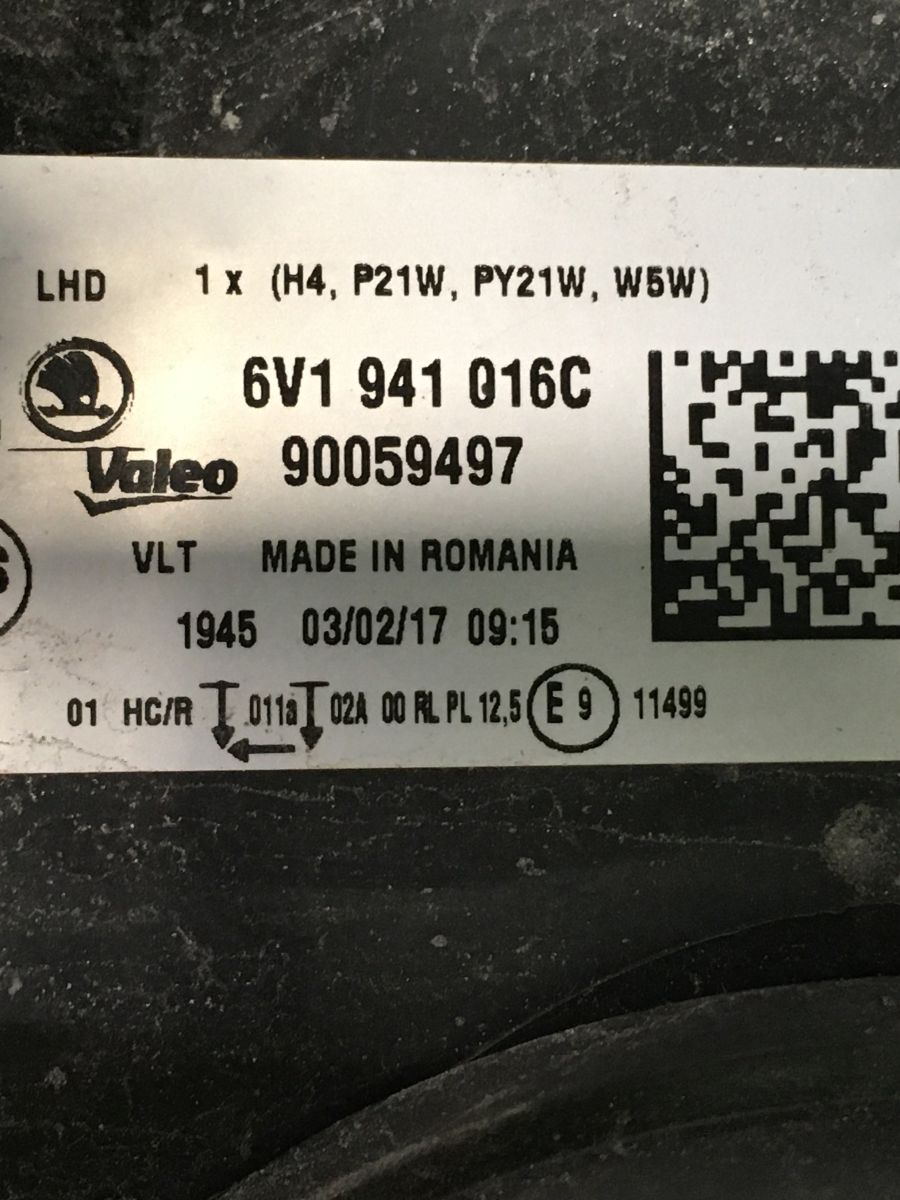 LHD 1 x (H4, P21W, PY21W, W5W)
6V1 941 016C
Valeo 90059497
VLT MADE IN ROMANIA
1945 03/02/17 09:15
01 HC/R 011a 02A 00 RL PL 12,5 E 9 11499